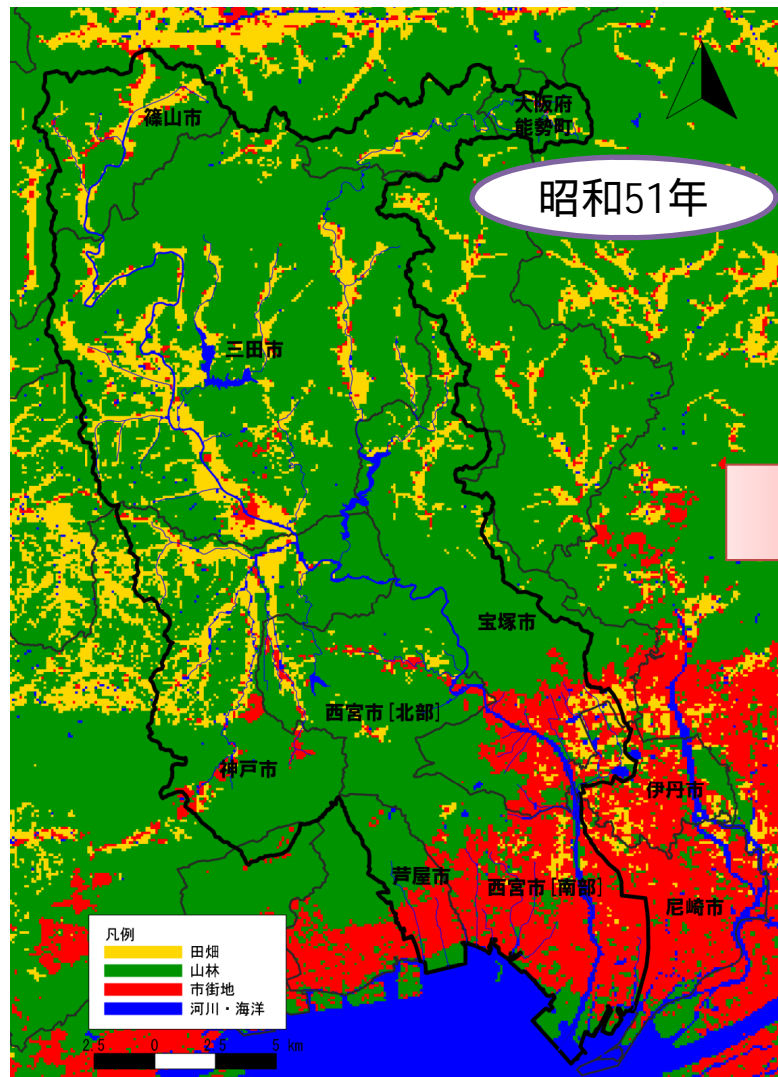 大阪府
能勢町
篠山市
昭和51年
三田市
宝塚市
西宮市[北部]
神戸市
伊丹市
芦屋市
西宮市[南部]
尼崎市
凡例
田畑
山林
市街地
河川・海洋
2.5 0 2.5 5 km